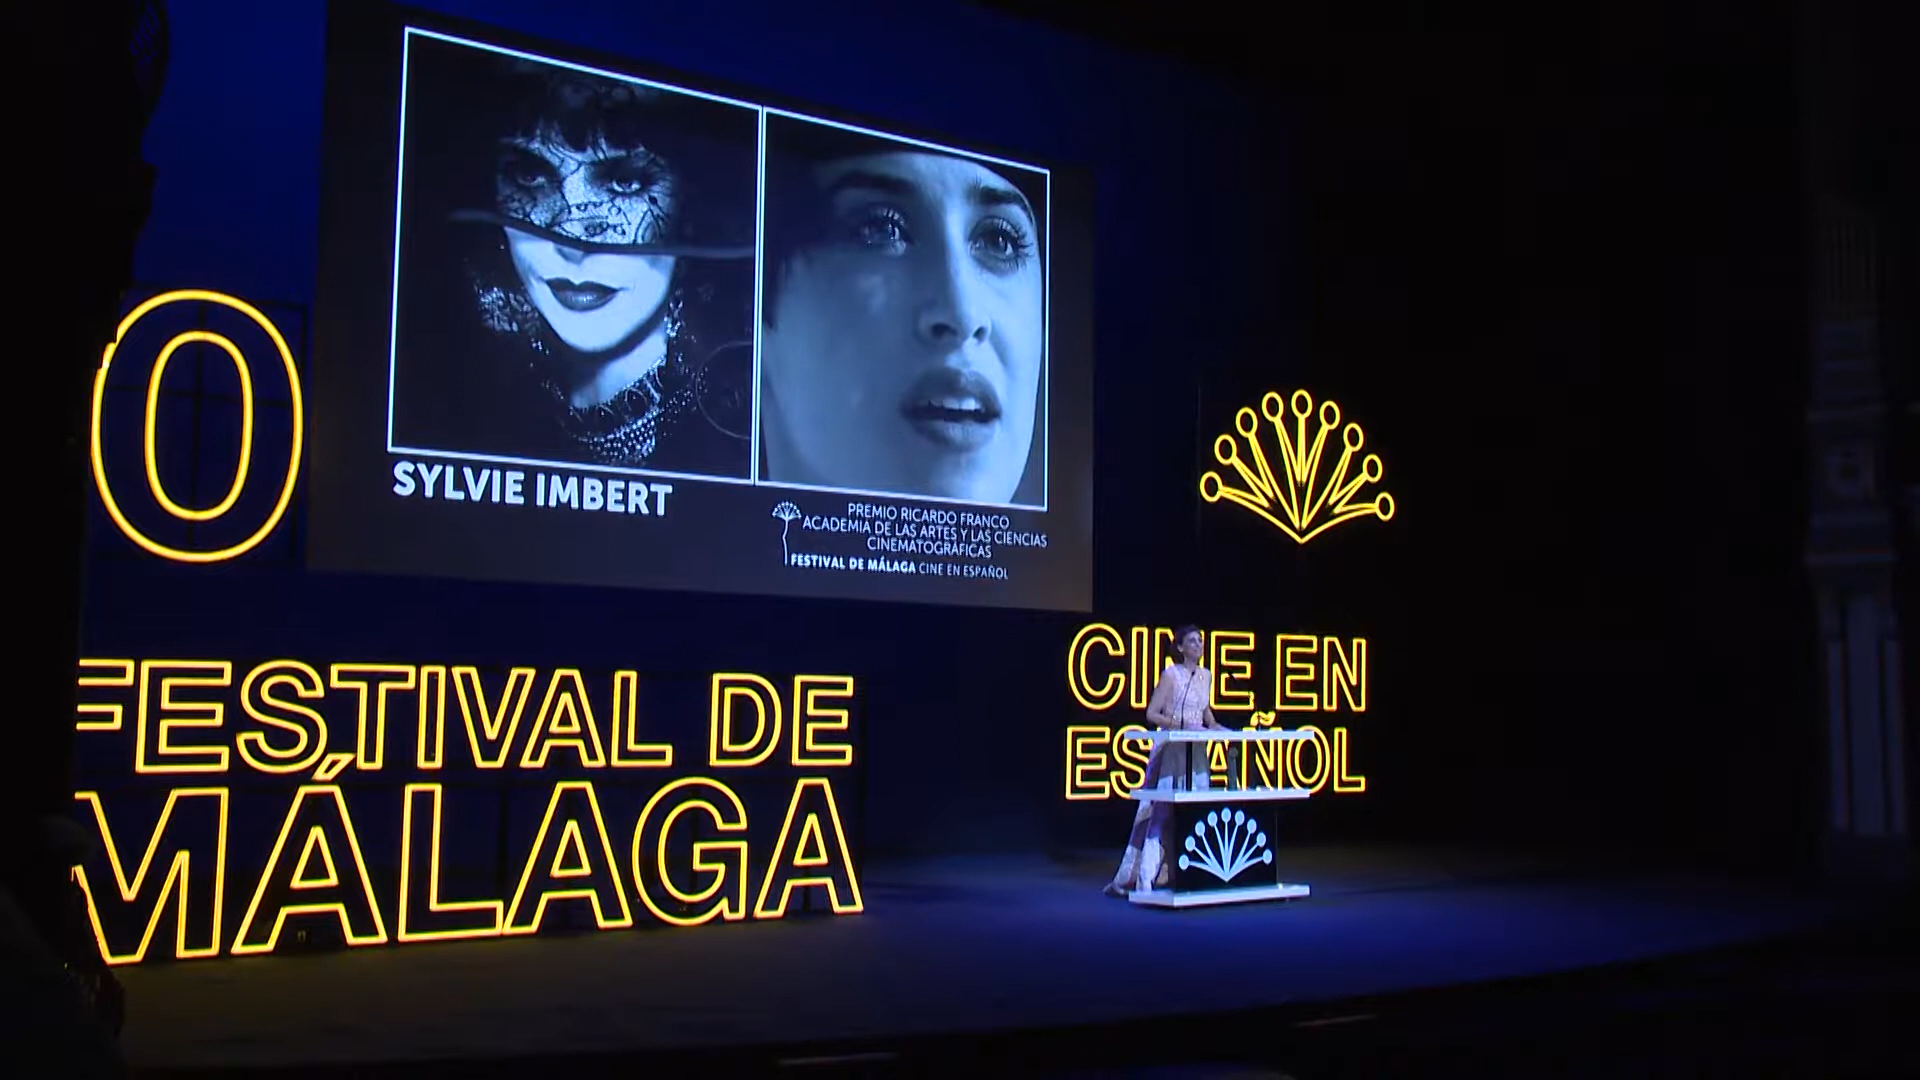 SYLVIE IMBERT
PREMIO RICARDO FRANCO
ACADEMIA DE LAS ARTES Y LAS CIENCIAS
CINEMATOGRÁFICAS
FESTIVAL DE MÁLAGA CINE EN ESPAÑOL
0
FESTIVAL DE
MÁLAGA
CINE EN
ESPAÑOL